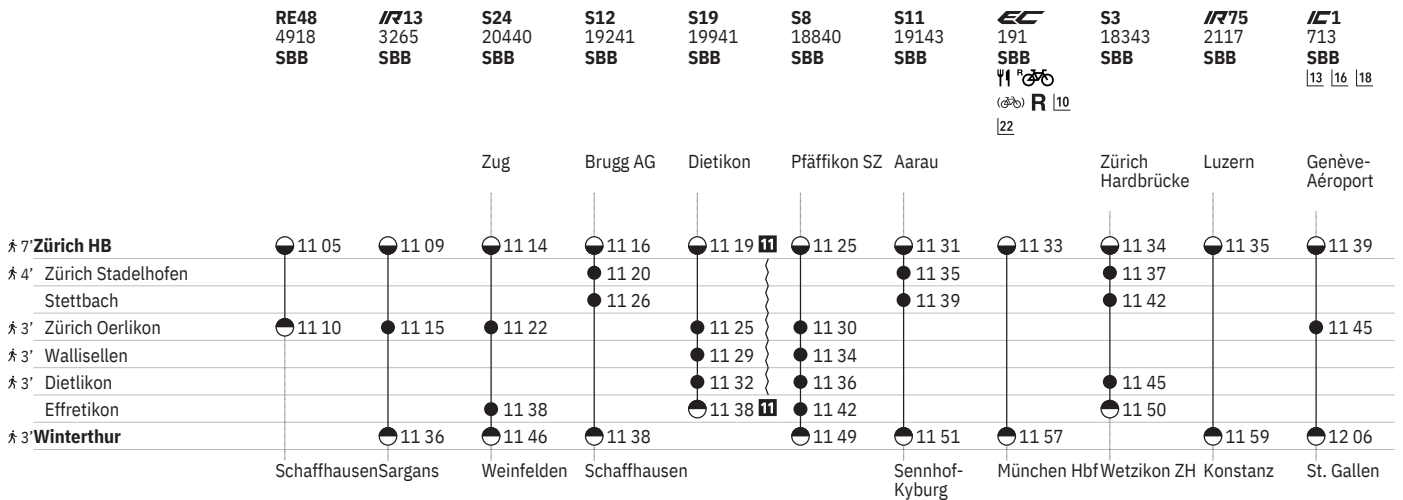 RE48 IR13 S24 S12 S19 S8 S11 EC S3 IR75 IC1
4918 3265 20440 19241 19941 18840 19143 191 18343 2117 713
SBB SBB SBB SBB SBB SBB SBB SBB SBB SBB SBB
R 13 16 18
R 10
22
Zug Brugg AG Dietikon Pfäffikon SZ Aarau Zürich Luzern Genève-
Hardbrücke Aéroport
7' Zürich HB 11 05 11 09 11 14 11 16 11 19 11 11 25 11 31 11 33 11 34 11 35 11 39
4' Zürich Stadelhofen 11 20 11 35 11 37
Stettbach 11 26 11 39 11 42
3' Zürich Oerlikon 11 10 11 15 11 22 11 25 11 30 11 45
3' Wallisellen 11 29 11 34
3' Dietlikon 11 32 11 36 11 45
Effretikon 11 38 11 38 11 11 42 11 50
3' Winterthur 11 36 11 46 11 38 11 49 11 51 11 57 11 59 12 06
Schaffhausen Sargans Weinfelden Schaffhausen Sennhof- München Hbf Wetzikon ZH Konstanz St. Gallen
Kyburg